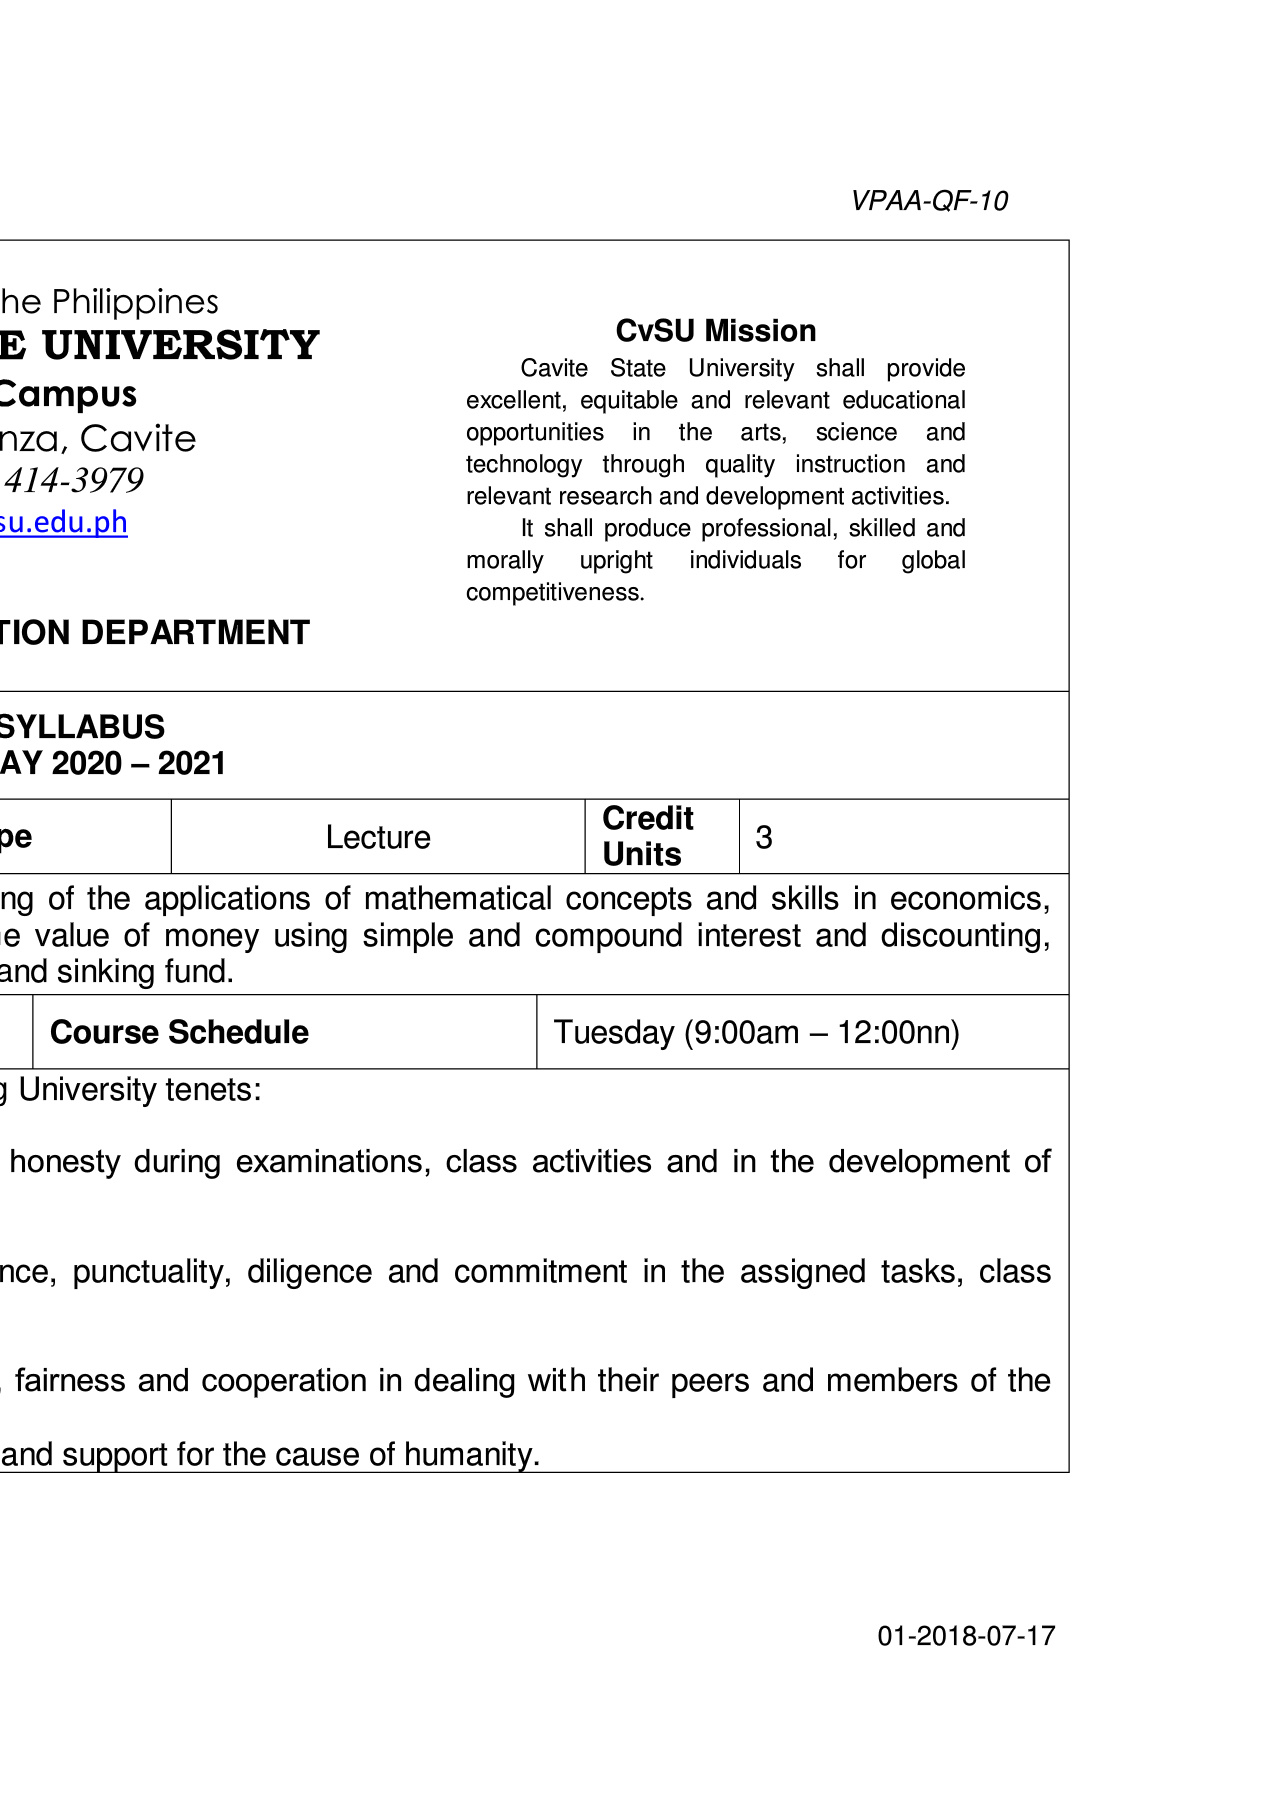 VPAA-QF-10
he Philippines
E UNIVERSITY
Campus
nza, Cavite
414-3979
su.edu.ph
TION DEPARTMENT
CvSU Mission
Cavite State University shall provide
excellent, equitable and relevant educational
opportunities in the arts, science and
technology through quality instruction and
relevant research and development activities.
It shall produce professional, skilled and
morally upright individuals for global
competitiveness.
SYLLABUS
AY 2020 – 2021
pe
Lecture
Credit
Units
3
ng of the applications of mathematical concepts and skills in economics,
e value of money using simple and compound interest and discounting,
and sinking fund.
Course Schedule
Tuesday (9:00am – 12:00nn)
g University tenets:
honesty during examinations, class activities and in the development of
nce, punctuality, diligence and commitment in the assigned tasks, class
, fairness and cooperation in dealing with their peers and members of the
and support for the cause of humanity.
01-2018-07-17